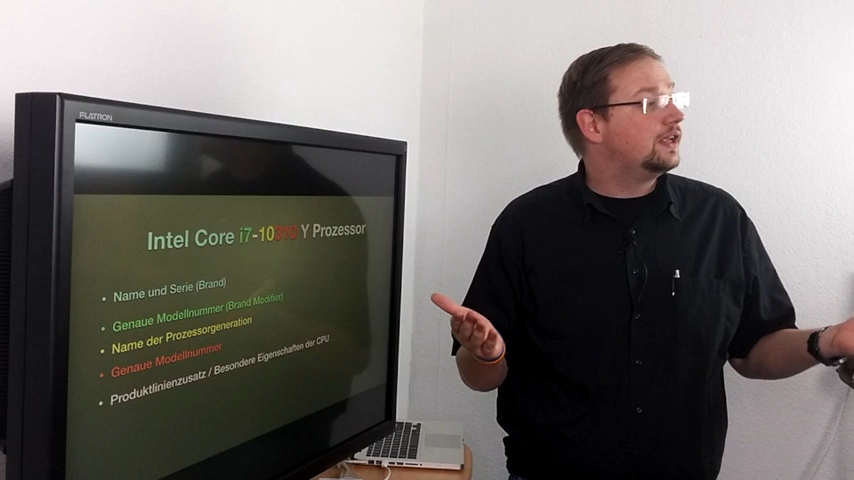 FLATRON
Intel Core i7-10310 Y Prozessor
• Name und Serie (Brand)
• Genaue Modellnummer (Brand Modifier)
• Name der Prozessorgeneration
• Genaue Modellnummer
• Produktlinienzusatz / Besondere Eigenschaften der CPU